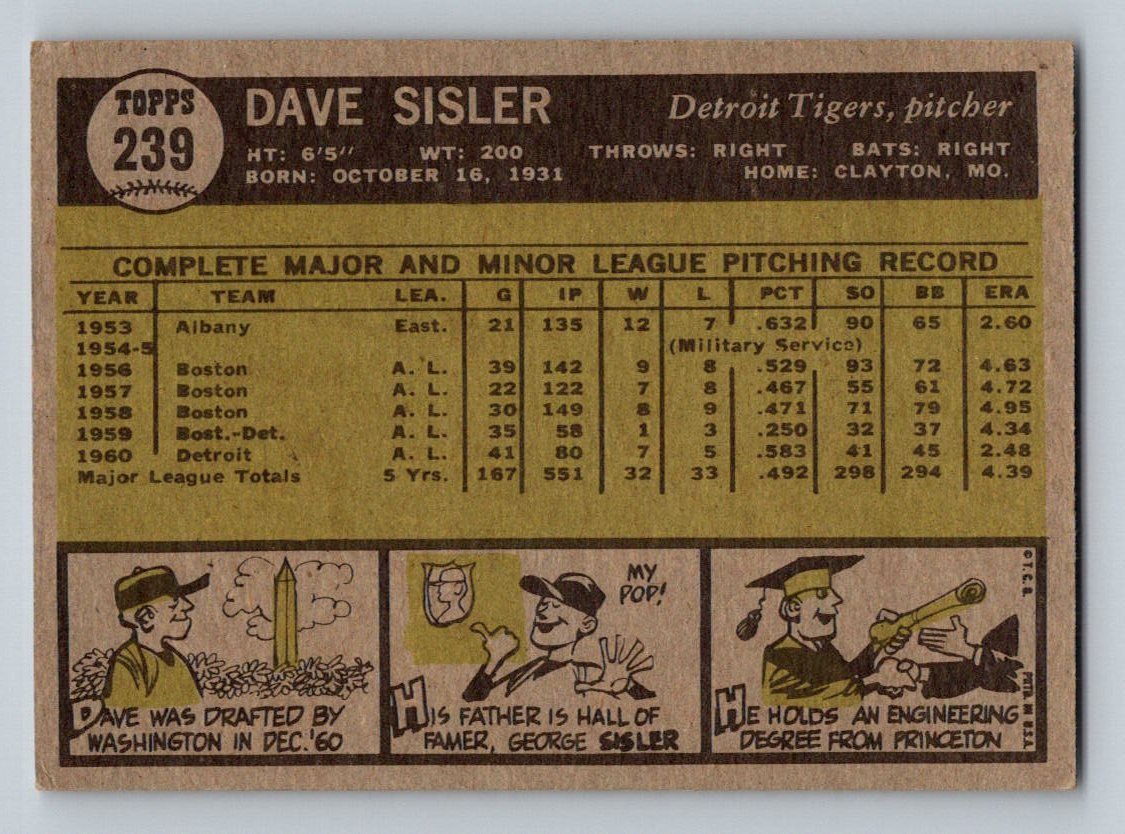 TOPPS
239
DAVE SISLER Detroit Tigers, pitcher
HT: 6'5" WT: 200 THROWS: RIGHT BATS: RIGHT
BORN: OCTOBER 16, 1931 HOME: CLAYTON, MO.
COMPLETE MAJOR AND MINOR LEAGUE PITCHING RECORD
YEAR TEAM LEA. G IP W L PCT SO BB ERA
1953 Albany East. 21 135 12 7 .632 90 65 2.60
1954-5 (Military Service)
1956 Boston A. L. 39 142 9 8 .529 93 72 4.63
1957 Boston A. L. 22 122 7 8 .467 55 61 4.72
1958 Boston A. L. 30 149 8 9 .471 71 79 4.95
1959 Bost.-Det. A. L. 35 58 1 3 .250 32 37 4.34
1960 Detroit A. L. 41 80 7 5 .583 41 45 2.48
Major League Totals 5 Yrs. 167 551 32 33 .492 298 294 4.39
DAVE WAS DRAFTED BY
WASHINGTON IN DEC. '60
MY
POP!
HIS FATHER IS HALL OF
FAMER, GEORGE SISLER
HE HOLDS AN ENGINEERING
DEGREE FROM PRINCETON
© T. C. G. PRTD. IN U.S.A.